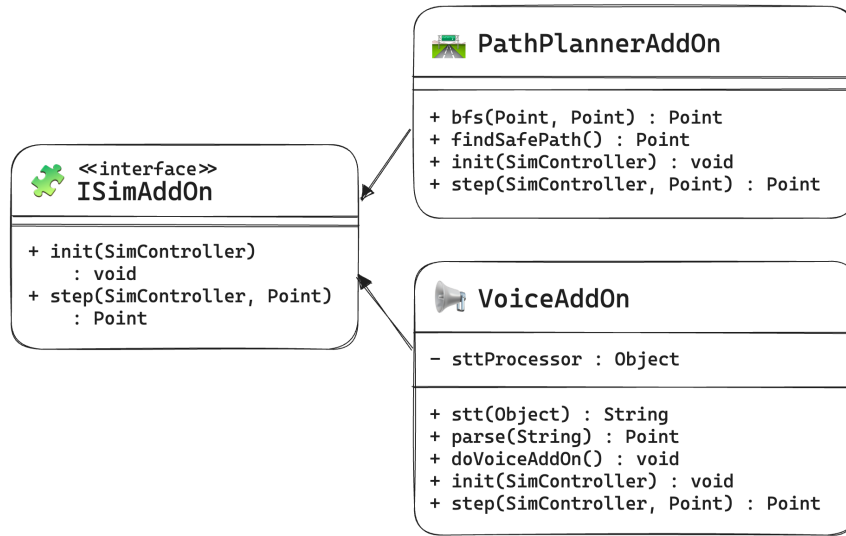 «interface»
ISimAddOn
+ init(SimController)
: void
+ step(SimController, Point)
: Point
PathPlannerAddOn
+ bfs(Point, Point) : Point
+ findSafePath() : Point
+ init(SimController) : void
+ step(SimController, Point) : Point
VoiceAddOn
- sttProcessor : Object
+ stt(Object) : String
+ parse(String) : Point
+ doVoiceAddOn() : void
+ init(SimController) : void
+ step(SimController, Point) : Point